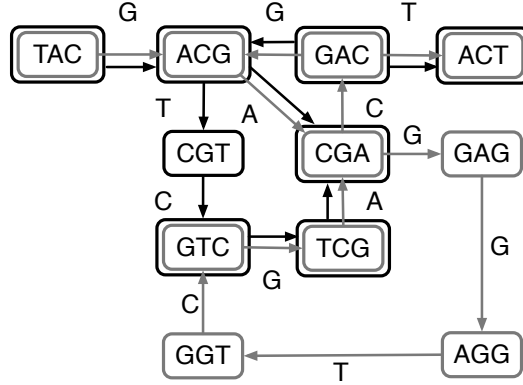 G G T
TAC ACG GAC ACT
T A C
CGT CGA G GAG
C A
GTC TCG G
G
C
GGT AGG
T